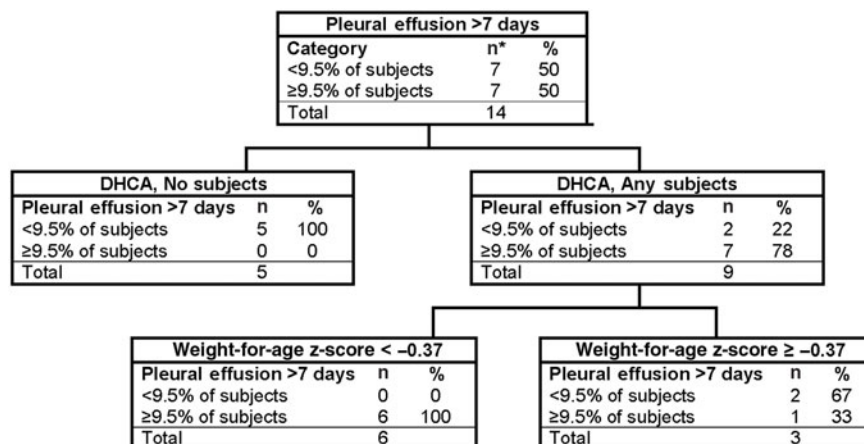 Pleural effusion >7 days
Category n* %
<9.5% of subjects 7 50
≥9.5% of subjects 7 50
Total 14
DHCA, No subjects
Pleural effusion >7 days n %
<9.5% of subjects 5 100
≥9.5% of subjects 0 0
Total 5
DHCA, Any subjects
Pleural effusion >7 days n %
<9.5% of subjects 2 22
≥9.5% of subjects 7 78
Total 9
Weight-for-age z-score < −0.37
Pleural effusion >7 days n %
<9.5% of subjects 0 0
≥9.5% of subjects 6 100
Total 6
Weight-for-age z-score ≥ −0.37
Pleural effusion >7 days n %
<9.5% of subjects 2 67
≥9.5% of subjects 1 33
Total 3